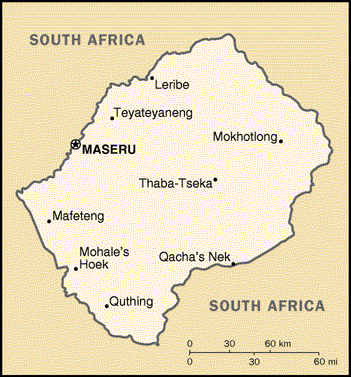 SOUTH AFRICA
Leribe
Teyateyaneng
Mokhotlong
MASERU
Thaba-Tseka
Mafeteng
Mohale's
Hoek
Qacha's Nek
Quthing
SOUTH AFRICA
0 30 60 km
0 30 60 mi